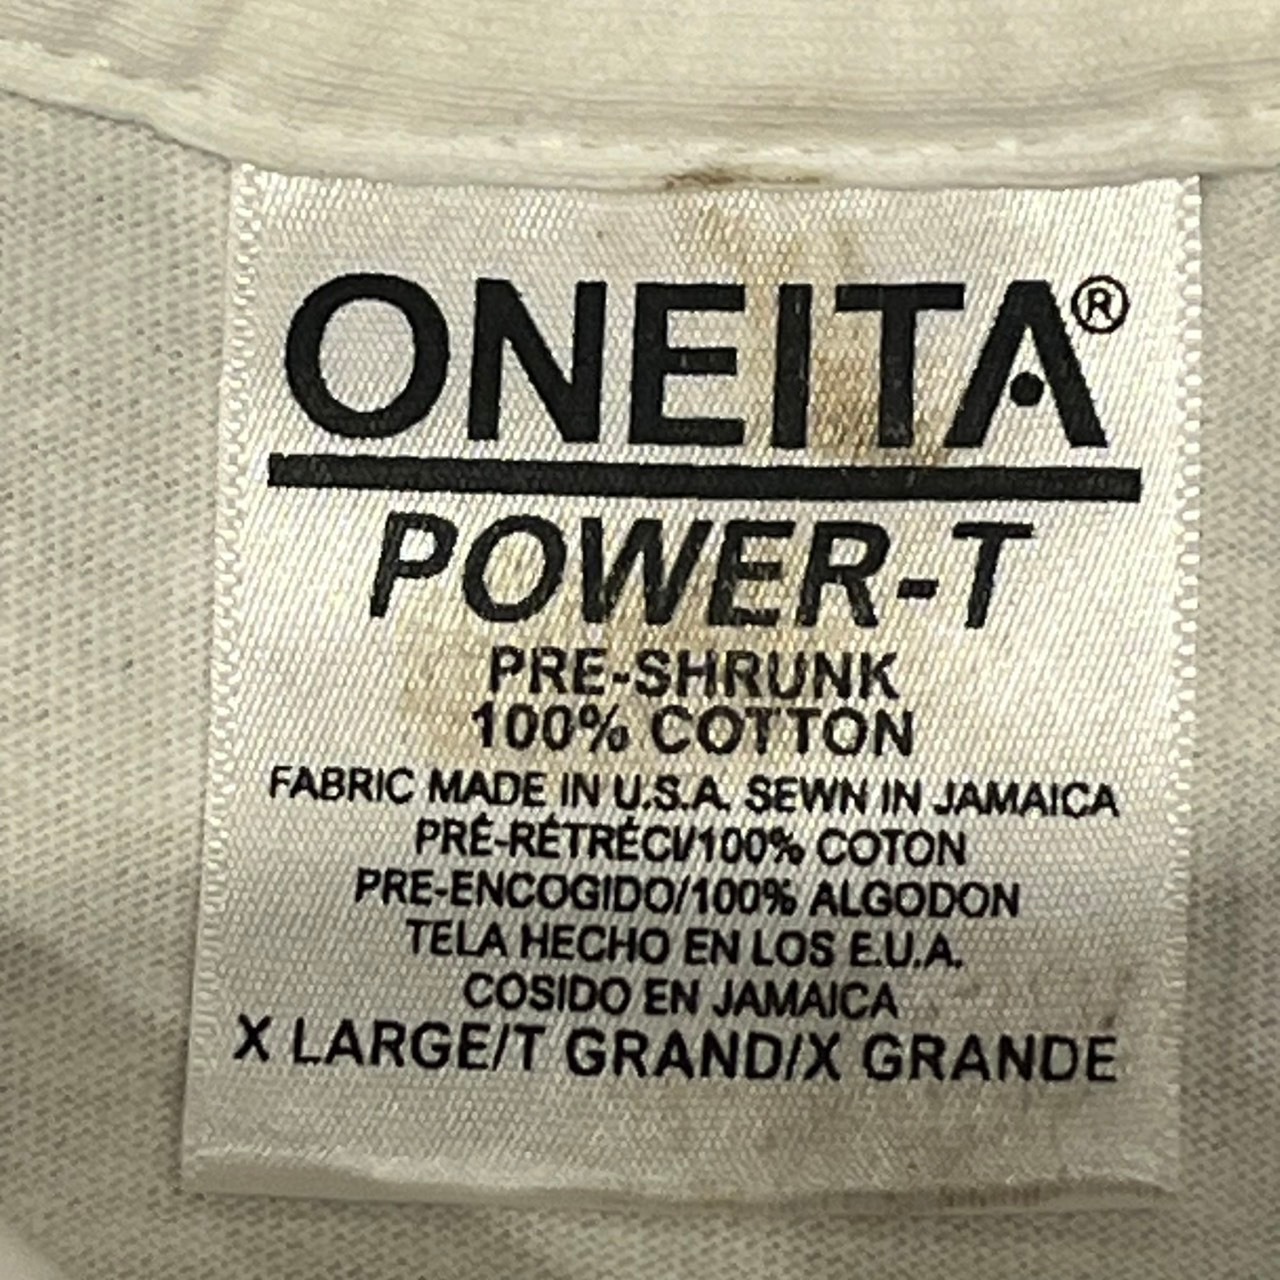 ONEITA®
POWER-T
PRE-SHRUNK
100% COTTON
FABRIC MADE IN U.S.A. SEWN IN JAMAICA
PRÉ-RÉTRÉCI/100% COTON
PRE-ENCOGIDO/100% ALGODON
TELA HECHO EN LOS E.U.A.
COSIDO EN JAMAICA
X LARGE/T GRAND/X GRANDE